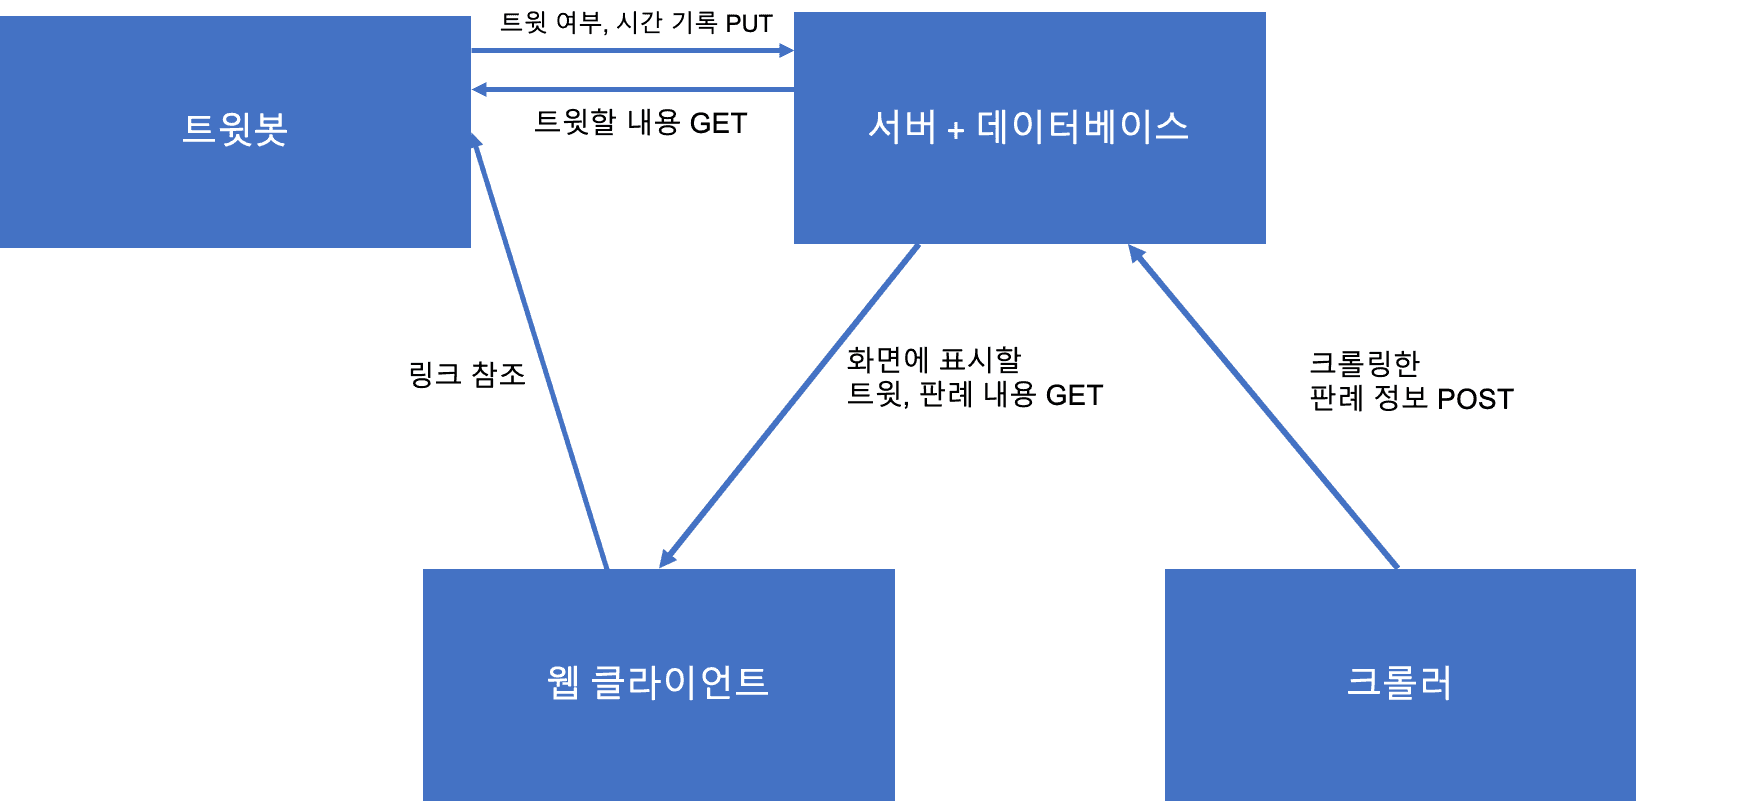 트윗 여부, 시간 기록 PUT
트윗봇
트윗할 내용 GET
서버 + 데이터베이스
링크 참조
화면에 표시할
트윗, 판례 내용 GET
크롤링한
판례 정보 POST
웹 클라이언트
크롤러